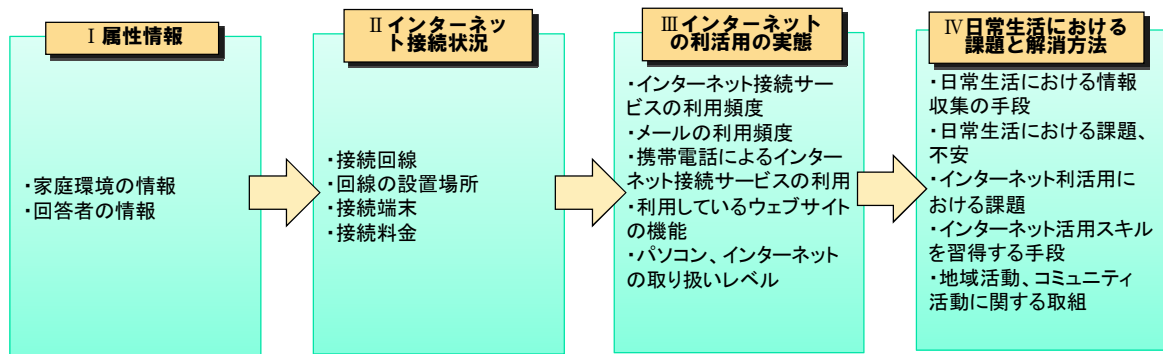 Ⅰ属性情報
・家庭環境の情報
・回答者の情報
Ⅱインターネッ
ト接続状況
・接続回線
・回線の設置場所
・接続端末
・接続料金
Ⅲインターネット
の利活用の実態
・インターネット接続サー
ビスの利用頻度
・メールの利用頻度
・携帯電話によるインター
ネット接続サービスの利用
・利用しているウェブサイト
の機能
・パソコン、インターネット
の取り扱いレベル
Ⅳ日常生活における
課題と解消方法
・日常生活における情報
収集の手段
・日常生活における課題、
不安
・インターネット利活用に
おける課題
・インターネット活用スキル
を習得する手段
・地域活動、コミュニティ
活動に関する取組